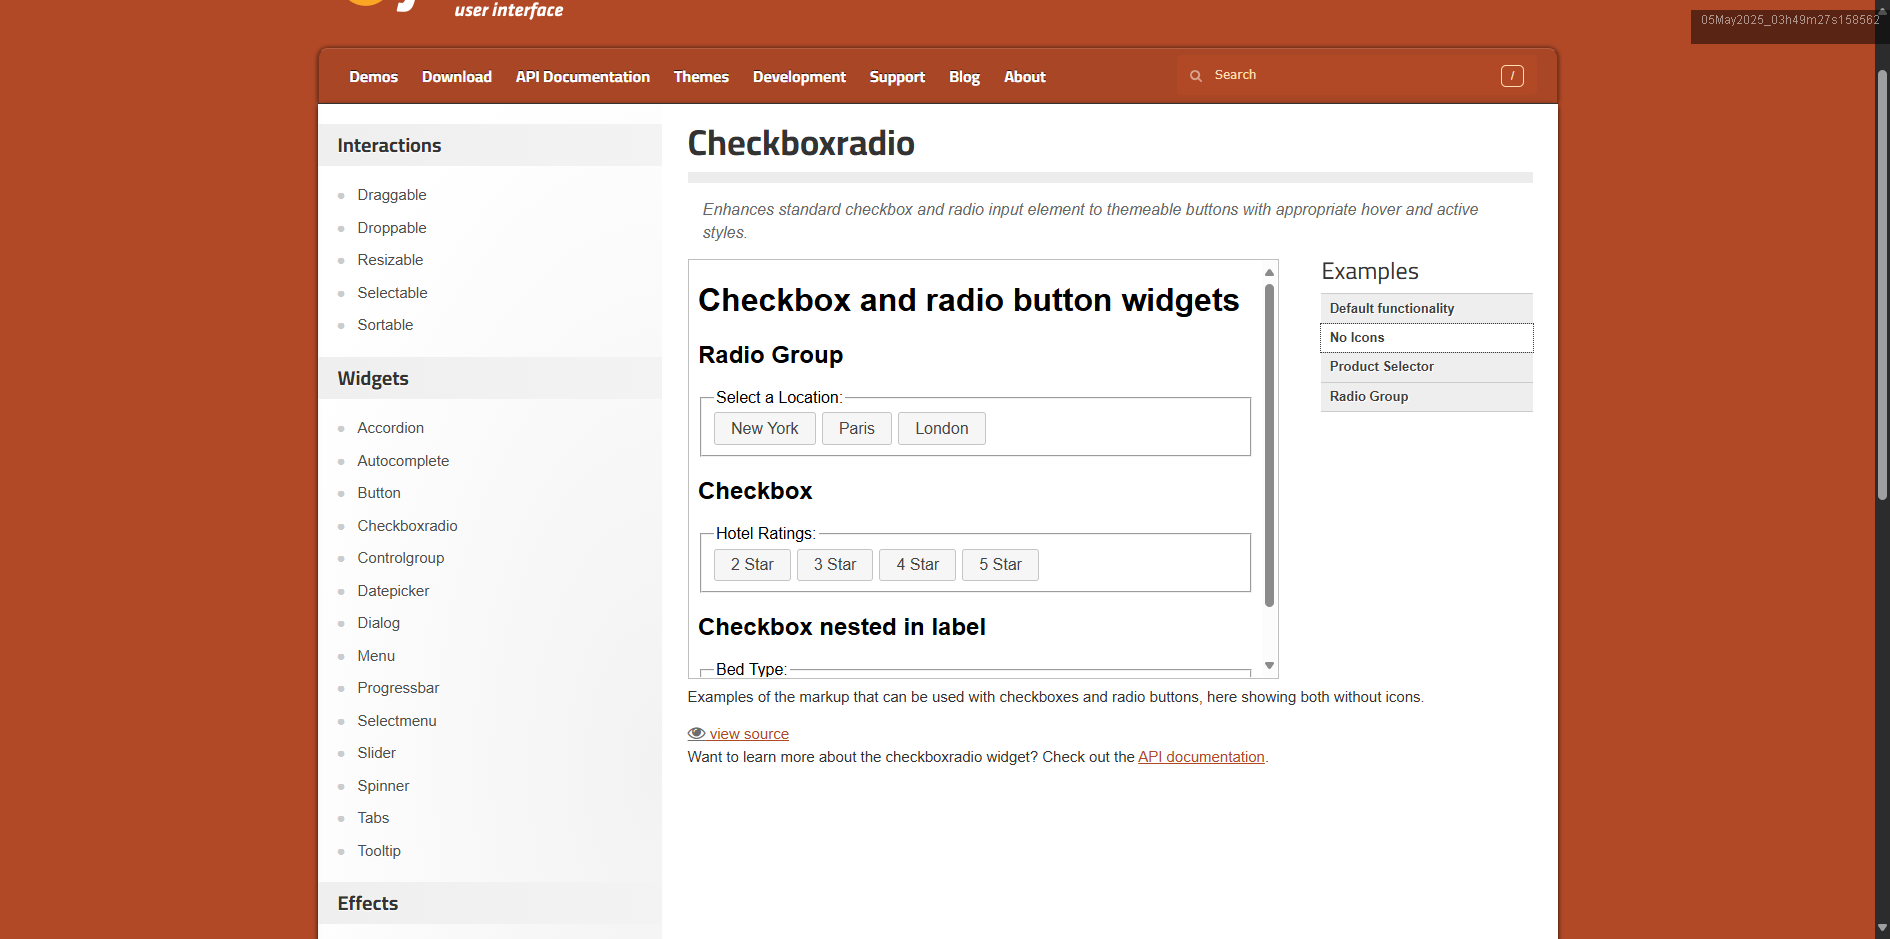 user interface
05May2025_03h49m27s158562
Demos Download API Documentation Themes Development Support Blog About Search /
Interactions
Draggable
Droppable
Resizable
Selectable
Sortable
Widgets
Accordion
Autocomplete
Button
Checkboxradio
Controlgroup
Datepicker
Dialog
Menu
Progressbar
Selectmenu
Slider
Spinner
Tabs
Tooltip
Effects
Checkboxradio
Enhances standard checkbox and radio input element to themeable buttons with appropriate hover and active
styles.
Checkbox and radio button widgets
Radio Group
Select a Location:
New York Paris London
Checkbox
Hotel Ratings:
2 Star 3 Star 4 Star 5 Star
Checkbox nested in label
Bed Type:
Examples of the markup that can be used with checkboxes and radio buttons, here showing both without icons.
view source
Want to learn more about the checkboxradio widget? Check out the API documentation.
Examples
Default functionality
No Icons
Product Selector
Radio Group